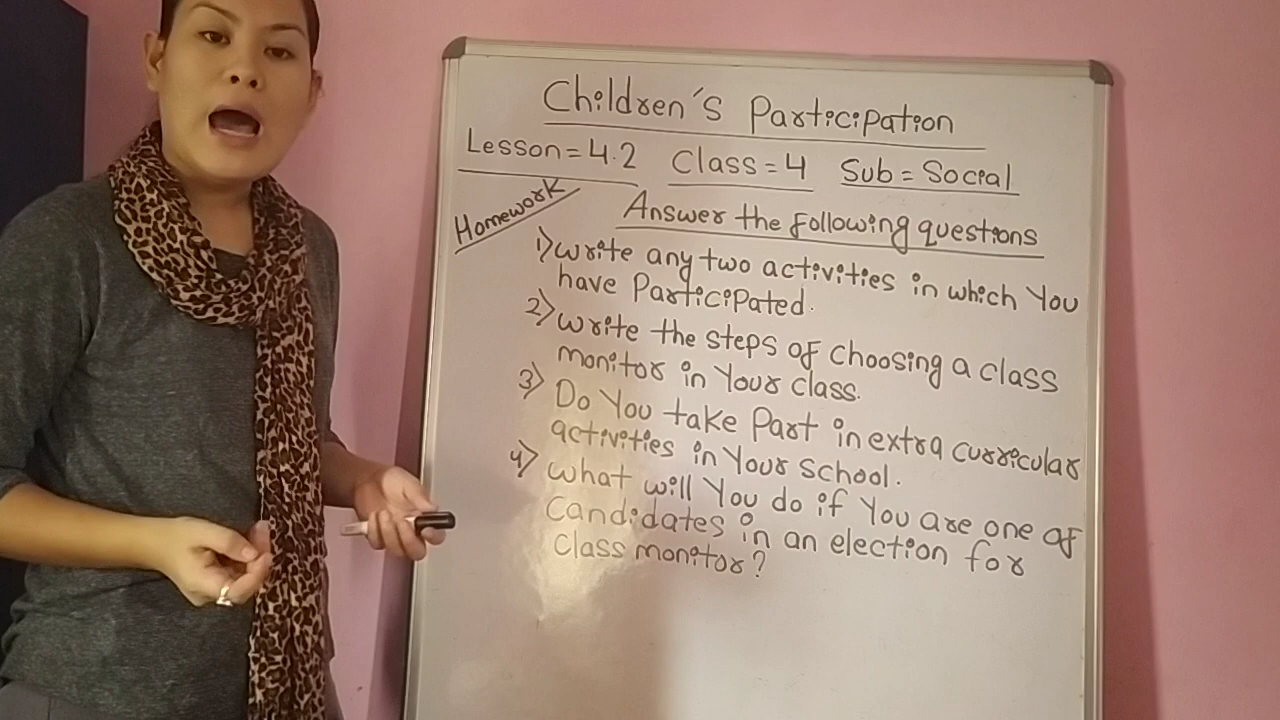 Children's Participation
Lesson = 4.2 Class = 4 Sub = Social
Homework
Answer the following questions
1) Write any two activities in which You
have Participated.
2) Write the steps of choosing a class
monitor in Your class.
3) Do You take Part in extra curricular
activities in Your school.
4) What will You do if You are one of
Candidates in an election for
Class monitor?